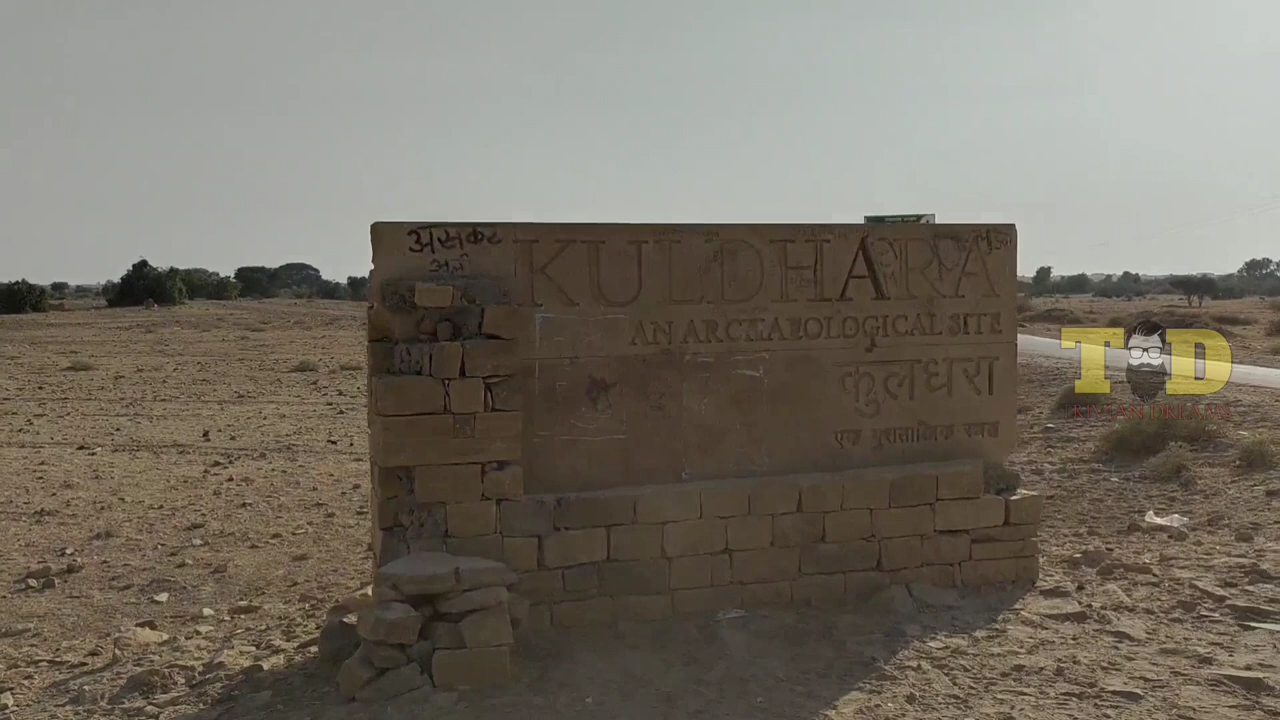 KULDHARA
AN ARCHAEOLOGICAL SITE
कुलधरा
एक पुरातात्विक स्थल
TD